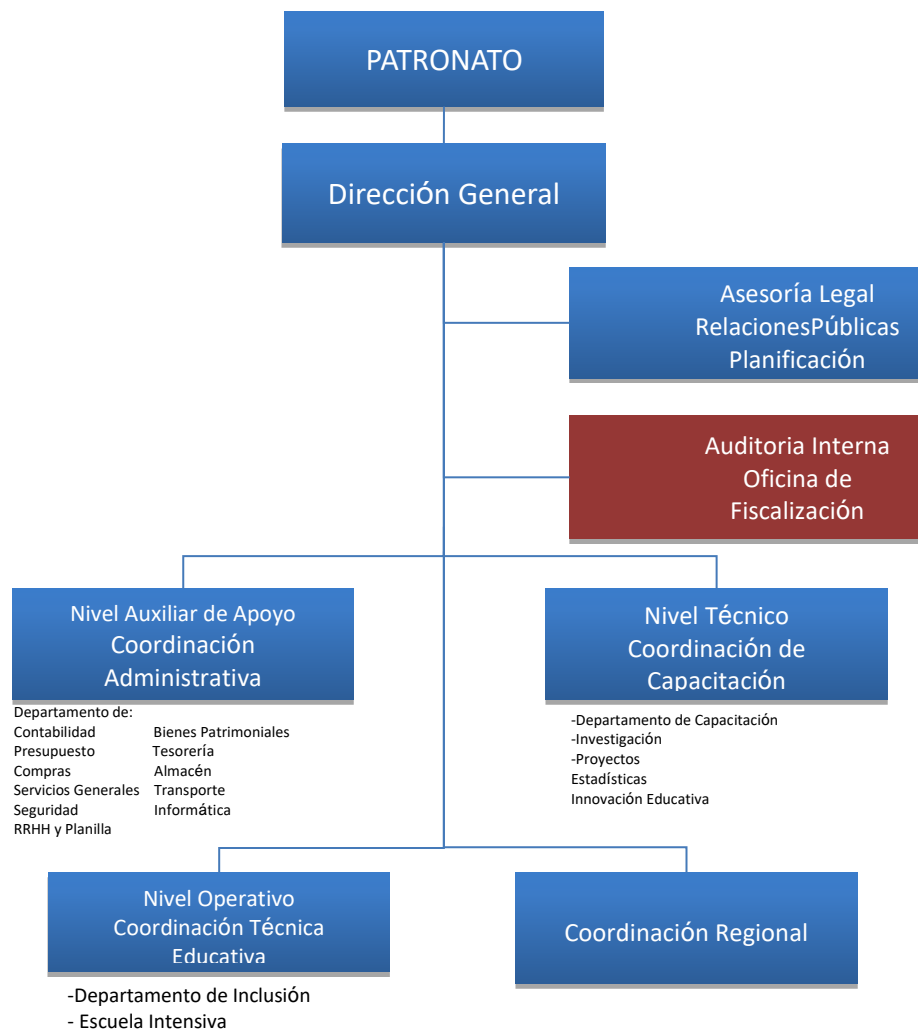 PATRONATO
Dirección General
Asesoría Legal
RelacionesPúblicas
Planificación
Auditoria Interna
Oficina de
Fiscalización
Nivel Auxiliar de Apoyo
Coordinación
Administrativa
Departamento de:
Contabilidad Bienes Patrimoniales
Presupuesto Tesorería
Compras Almacén
Servicios Generales Transporte
Seguridad Informática
RRHH y Planilla
Nivel Técnico
Coordinación de
Capacitación
-Departamento de Capacitación
-Investigación
-Proyectos
Estadísticas
Innovación Educativa
Nivel Operativo
Coordinación Técnica
Educativa
-Departamento de Inclusión
- Escuela Intensiva
Coordinación Regional